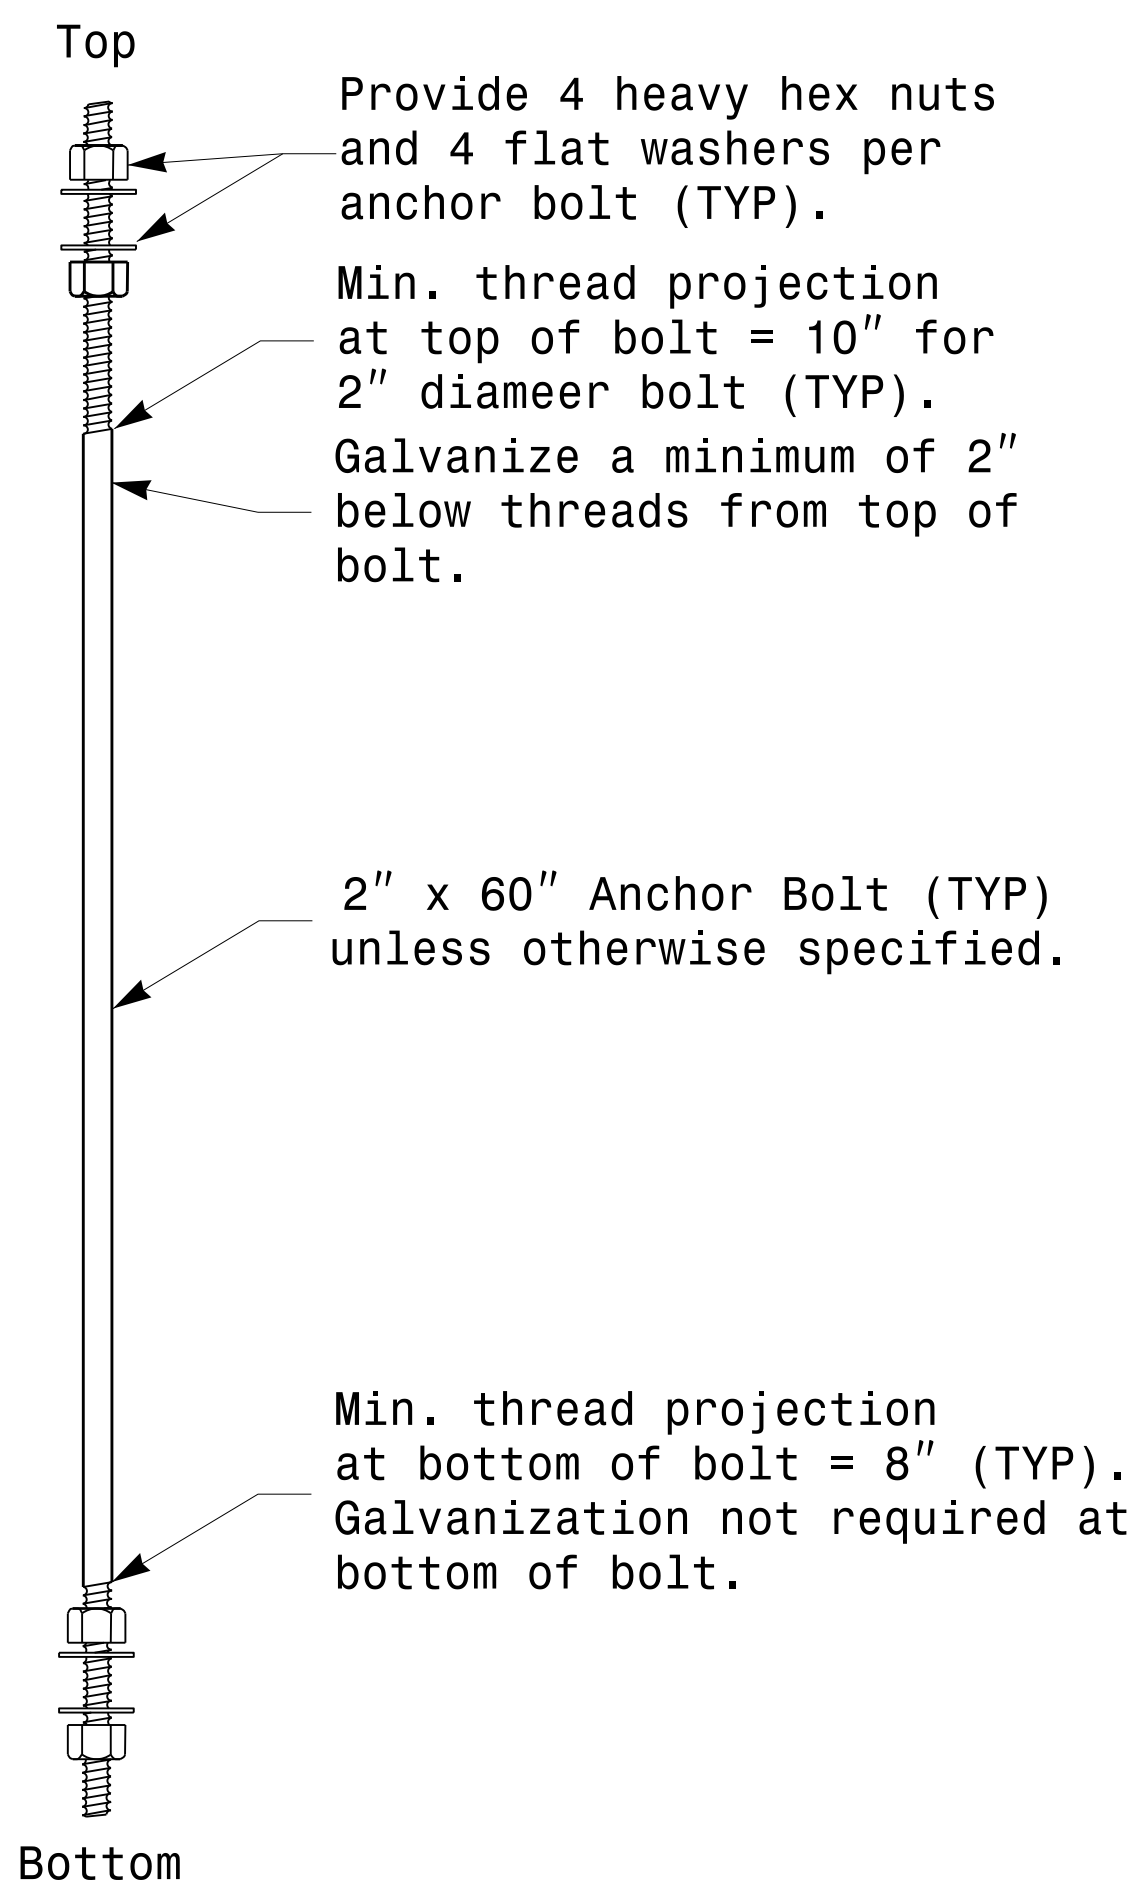 Top
Provide 4 heavy hex nuts
and 4 flat washers per
anchor bolt (TYP).
Min. thread projection
at top of bolt = 10" for
2" diameer bolt (TYP).
Galvanize a minimum of 2"
below threads from top of
bolt.
2" x 60" Anchor Bolt (TYP)
unless otherwise specified.
Min. thread projection
at bottom of bolt = 8" (TYP).
Galvanization not required at
bottom of bolt.
Bottom